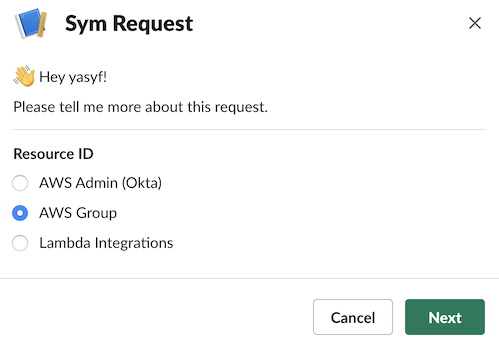 Sym Request
Hey yasyf!
Please tell me more about this request.
Resource ID
AWS Admin (Okta)
AWS Group
Lambda Integrations
Cancel Next